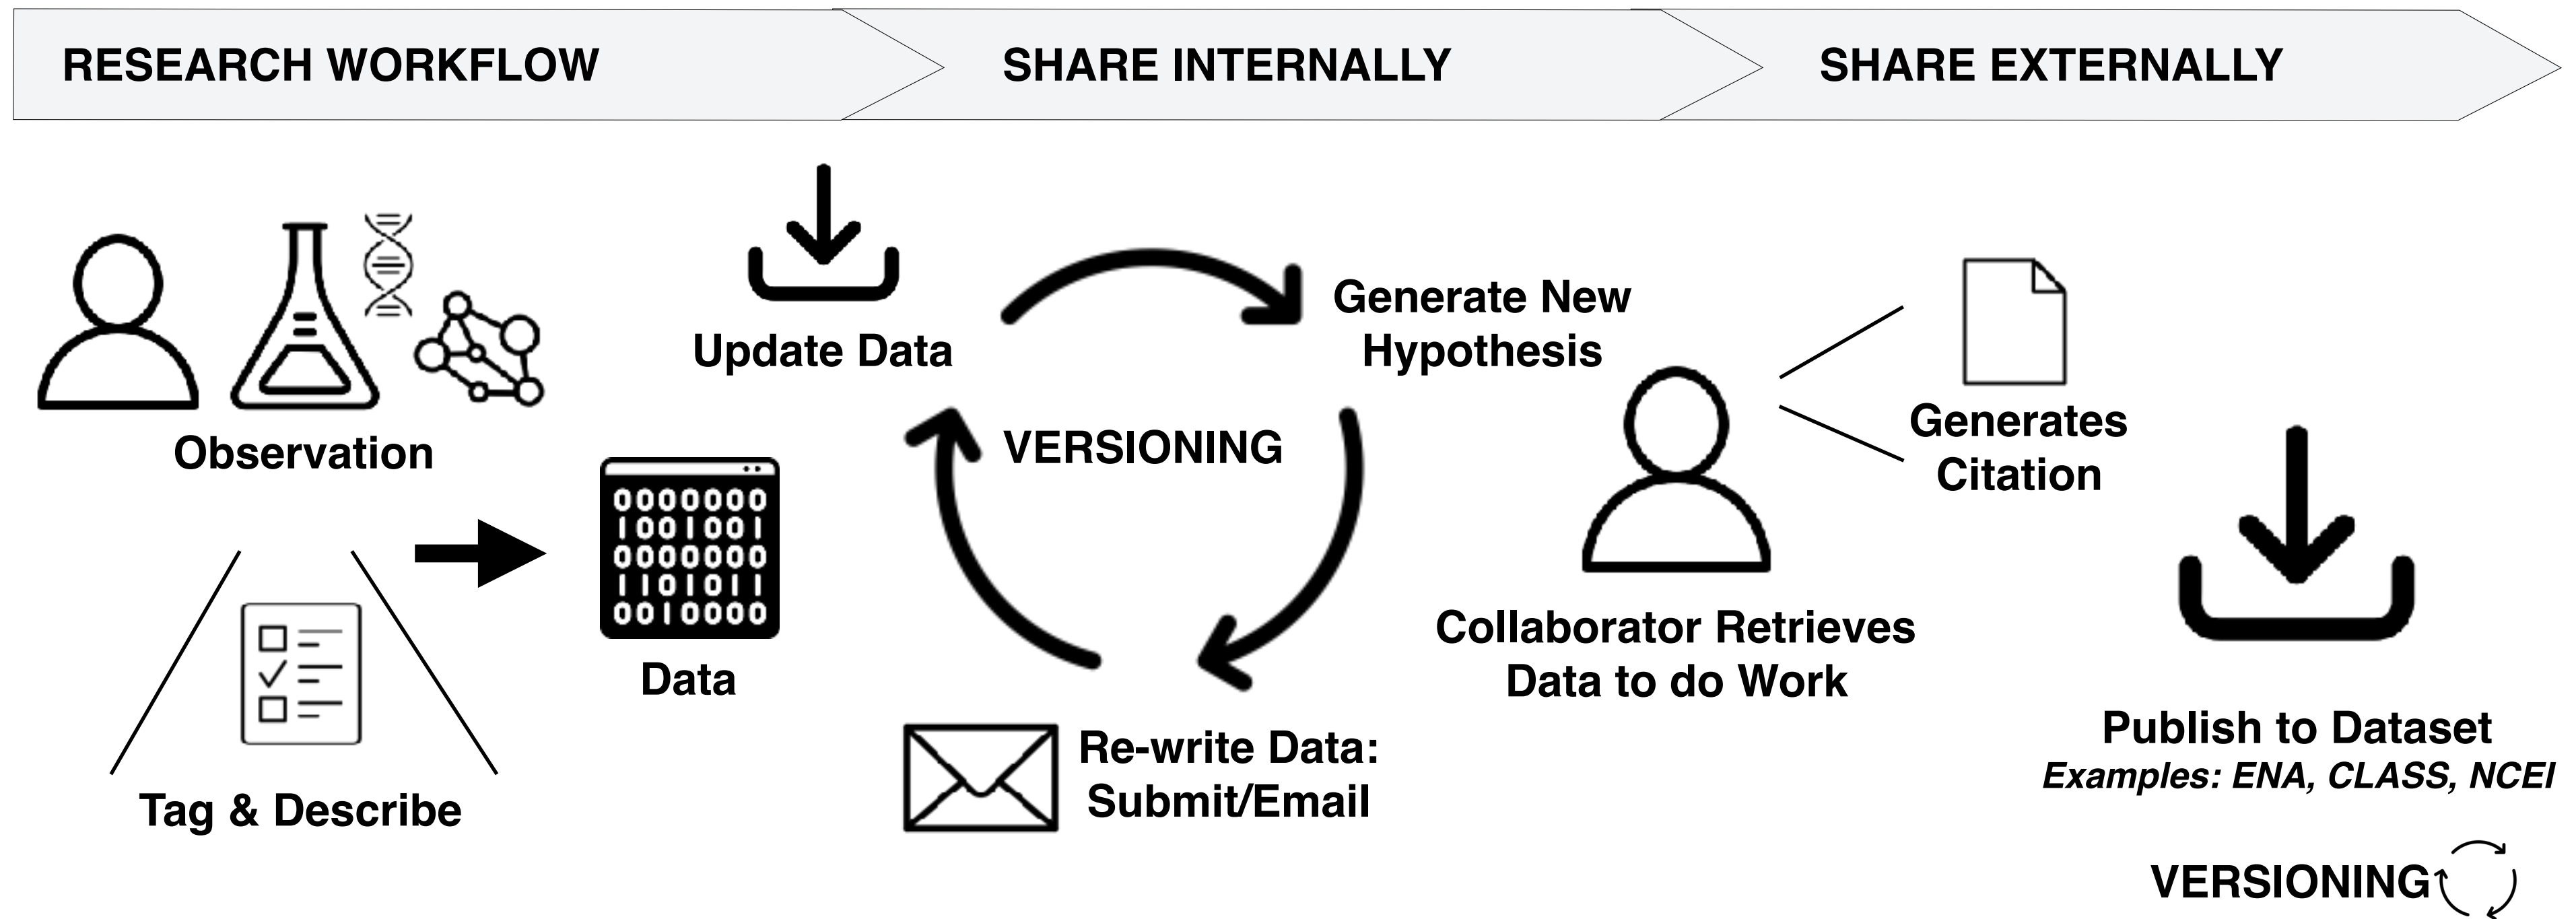 RESEARCH WORKFLOW
SHARE INTERNALLY
SHARE EXTERNALLY
Observation
Tag & Describe
0000000
1001001
0000000
1101011
0010000
Data
Update Data
Generate New
Hypothesis
VERSIONING
Re-write Data:
Submit/Email
Collaborator Retrieves
Data to do Work
Generates
Citation
Publish to Dataset
Examples: ENA, CLASS, NCEI
VERSIONING